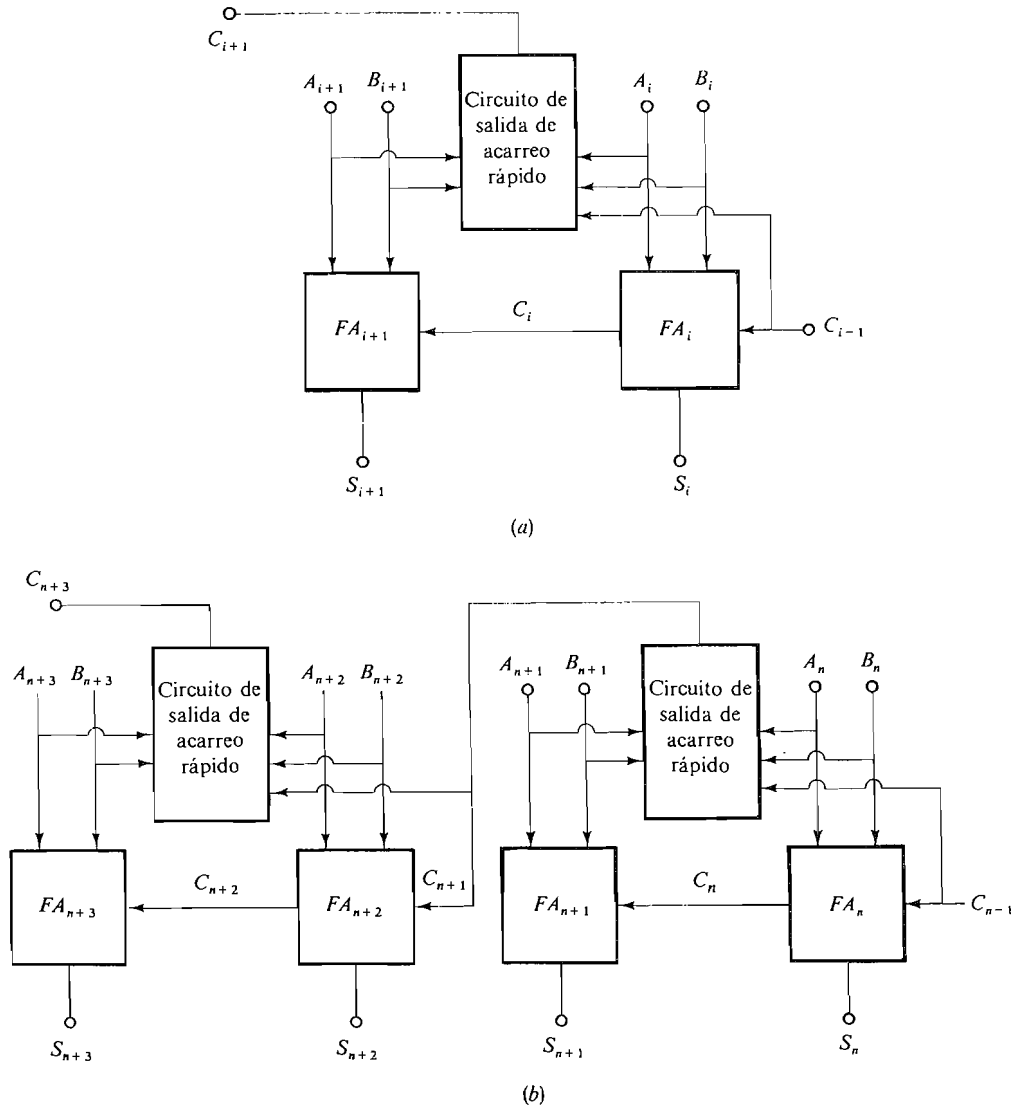 C_{i+1}
A_{i+1} B_{i+1} A_i B_i
Circuito de
salida de
acarreo
rápido
C_i
FA_{i+1} FA_i C_{i-1}
S_{i+1} S_i
(a)
C_{n+3}
A_{n+3} B_{n+3} A_{n+2} B_{n+2} A_{n+1} B_{n+1} A_n B_n
Circuito de
salida de
acarreo
rápido
Circuito de
salida de
acarreo
rápido
C_{n+2} C_{n+1} C_n
FA_{n+3} FA_{n+2} FA_{n+1} FA_n C_{n-1}
S_{n+3} S_{n+2} S_{n+1} S_n
(b)